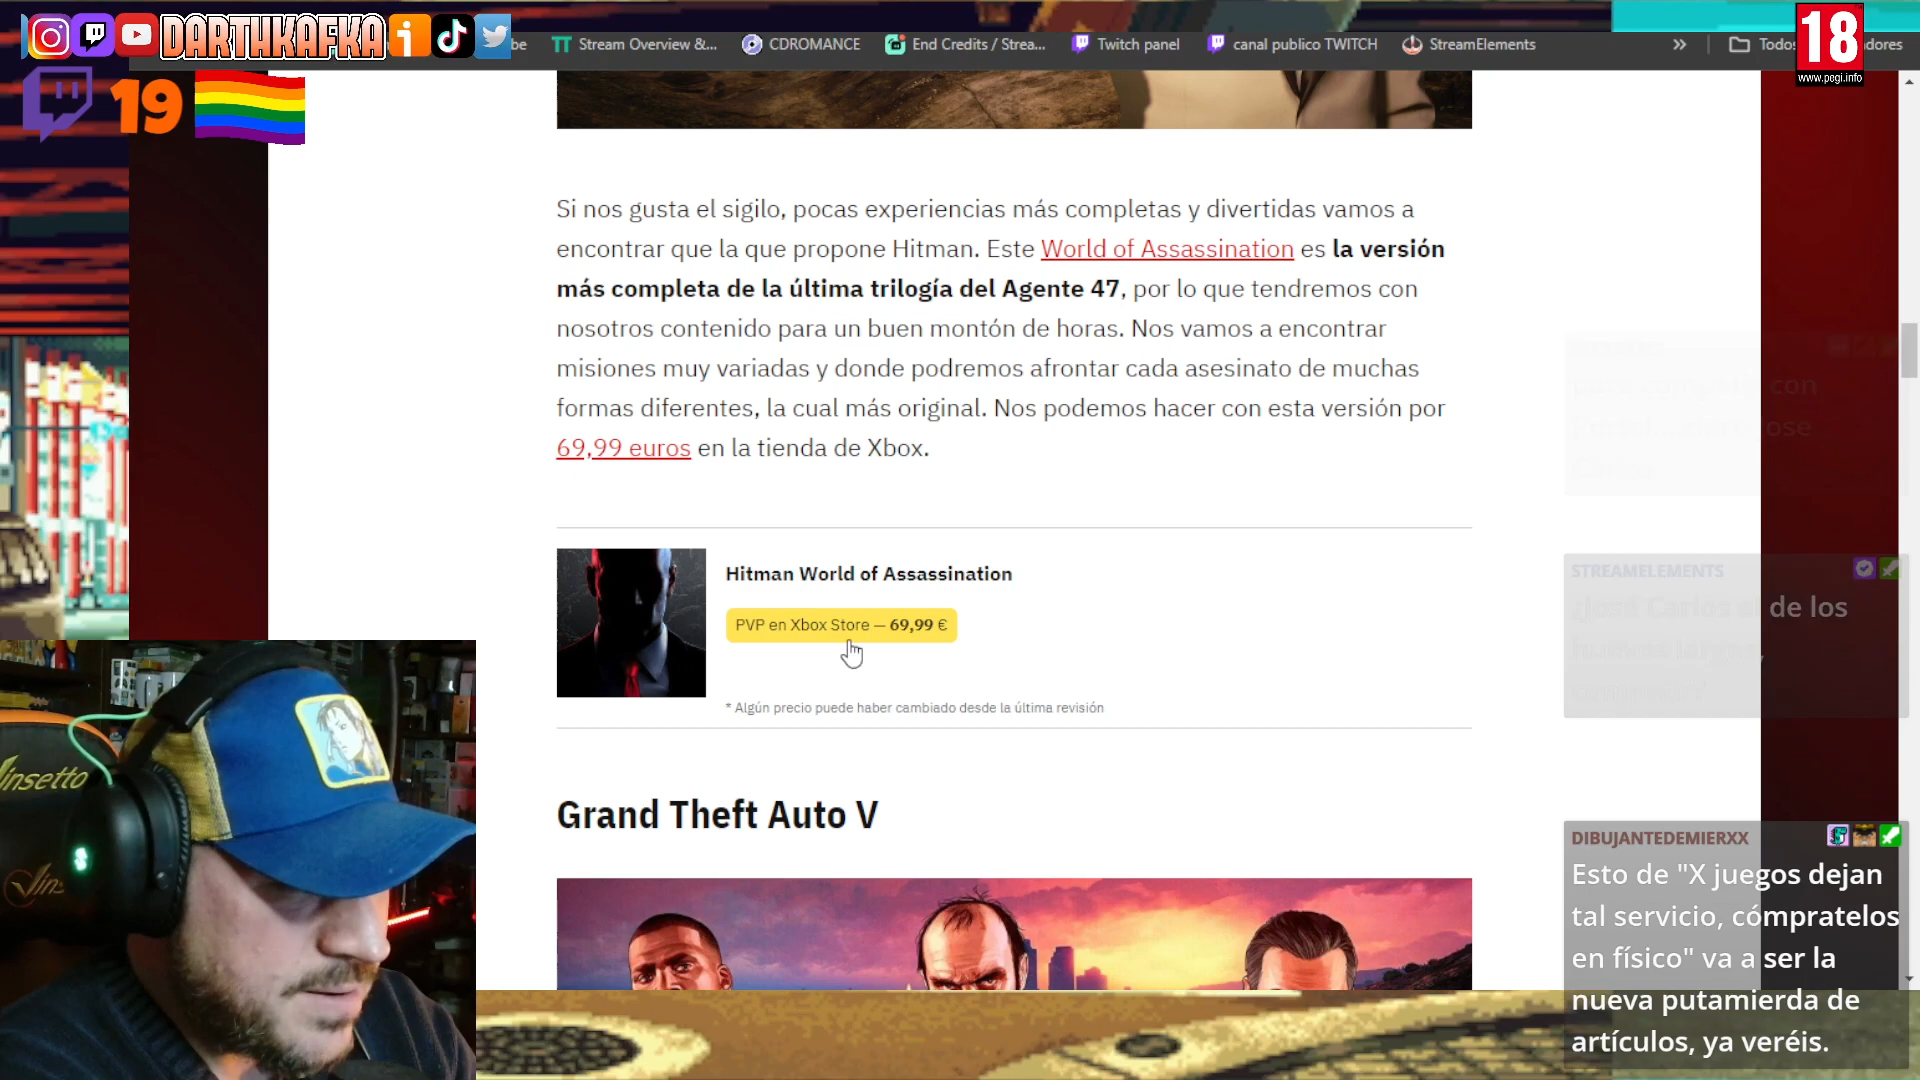 DARTHKAFKA
be
Stream Overview &...
CDROMANCE
End Credits / Strea...
Twitch panel
canal publico TWITCH
StreamElements
»
Todos
dores
18
www.pegi.info
19
Si nos gusta el sigilo, pocas experiencias más completas y divertidas vamos a
encontrar que la que propone Hitman. Este World of Assassination es la versión
más completa de la última trilogía del Agente 47, por lo que tendremos con
nosotros contenido para un buen montón de horas. Nos vamos a encontrar
misiones muy variadas y donde podremos afrontar cada asesinato de muchas
formas diferentes, la cual más original. Nos podemos hacer con esta versión por
69,99 euros en la tienda de Xbox.
con
Hitman World of Assassination
PVP en Xbox Store — 69,99 €
* Algún precio puede haber cambiado desde la última revisión
STREAMELEMENTS
¿José Carlos el de los
Grand Theft Auto V
insetto
DIBUJANTEDEMIERXX
Esto de "X juegos dejan
tal servicio, cómpratelos
en físico" va a ser la
nueva putamierda de
artículos, ya veréis.